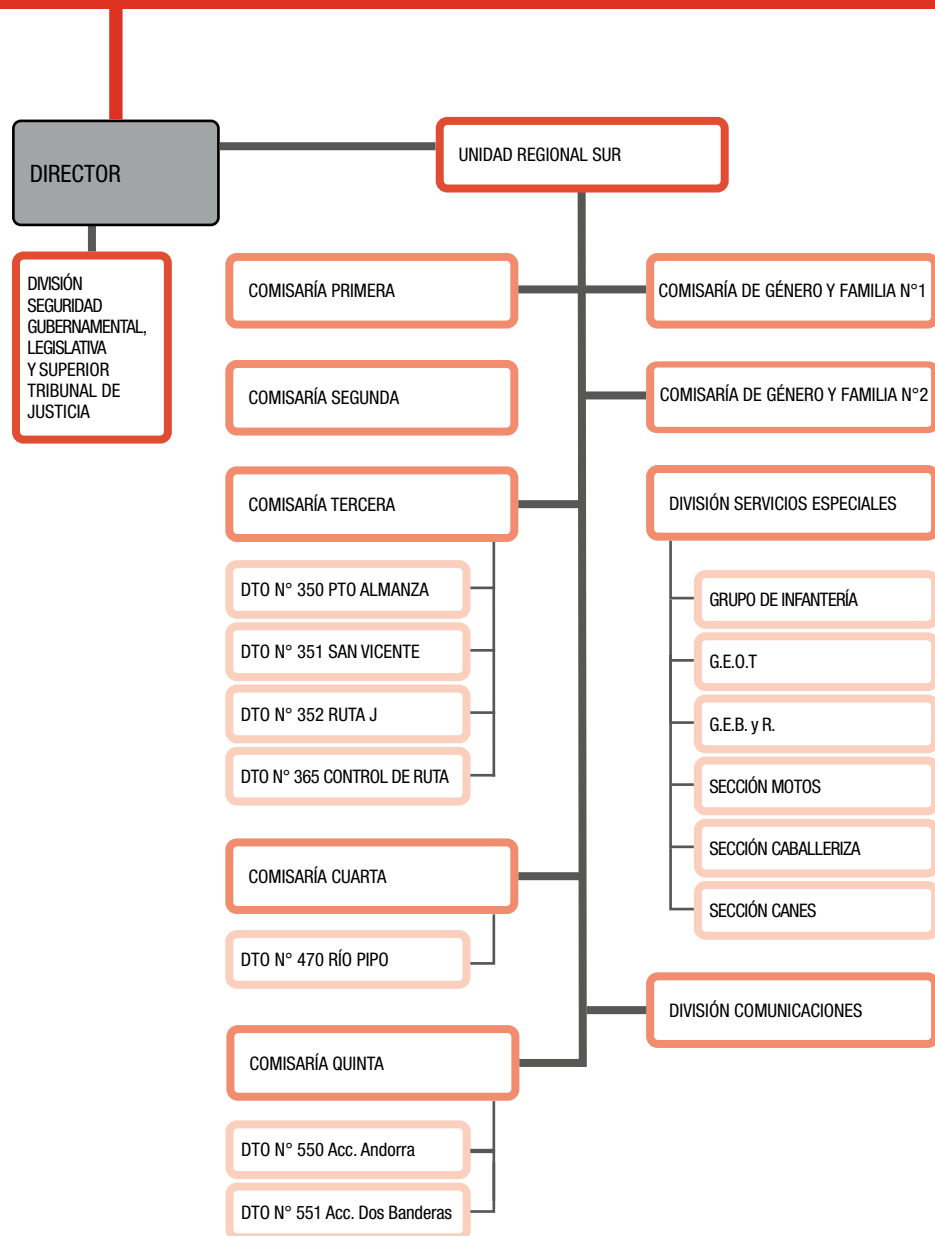 DIRECTOR
UNIDAD REGIONAL SUR
DIVISIÓN
SEGURIDAD
GUBERNAMENTAL,
LEGISLATIVA
Y SUPERIOR
TRIBUNAL DE
JUSTICIA
COMISARÍA PRIMERA
COMISARÍA SEGUNDA
COMISARÍA TERCERA
DTO N° 350 PTO ALMANZA
DTO N° 351 SAN VICENTE
DTO N° 352 RUTA J
DTO N° 365 CONTROL DE RUTA
COMISARÍA CUARTA
DTO N° 470 RÍO PIPO
COMISARÍA QUINTA
DTO N° 550 Acc. Andorra
DTO N° 551 Acc. Dos Banderas
COMISARÍA DE GÉNERO Y FAMILIA N°1
COMISARÍA DE GÉNERO Y FAMILIA N°2
DIVISIÓN SERVICIOS ESPECIALES
GRUPO DE INFANTERÍA
G.E.O.T
G.E.B. y R.
SECCIÓN MOTOS
SECCIÓN CABALLERIZA
SECCIÓN CANES
DIVISIÓN COMUNICACIONES